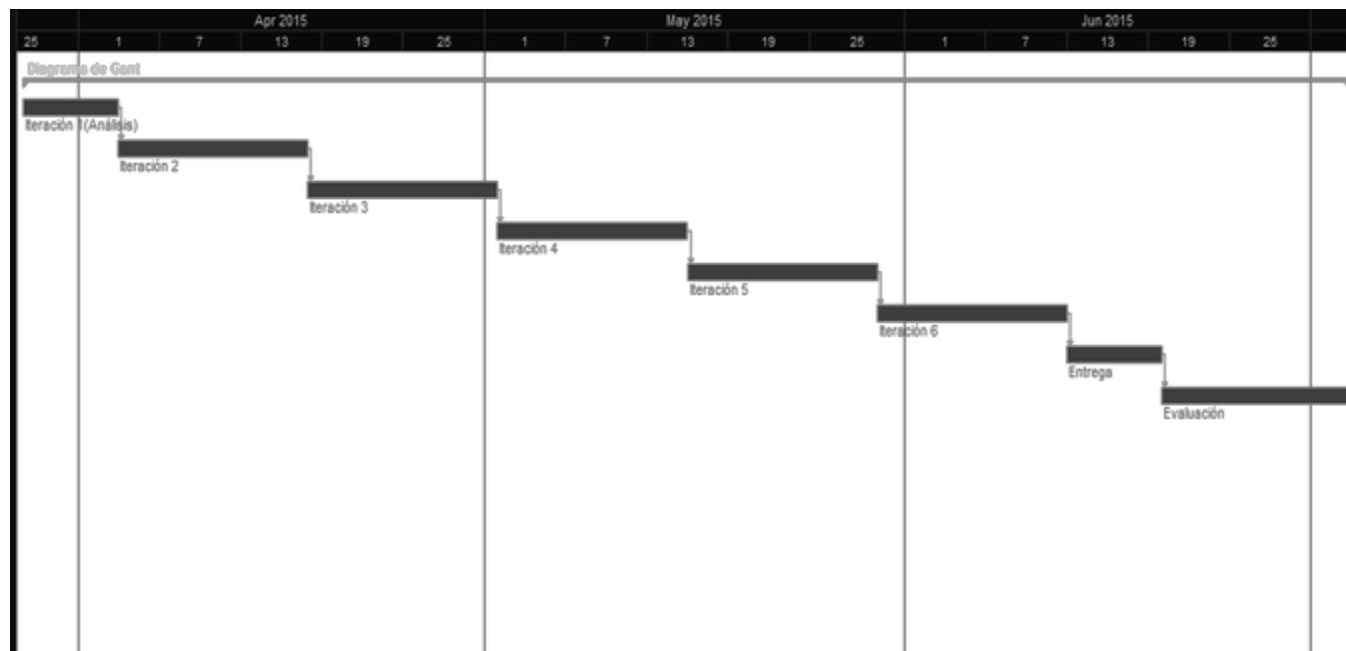 Apr 2015 May 2015 Jun 2015
25 1 7 13 19 25 1 7 13 19 25 1 7 13 19 25
Diagrama de Gant
Iteración 1(Análisis)
Iteración 2
Iteración 3
Iteración 4
Iteración 5
Iteración 6
Entrega
Evaluación